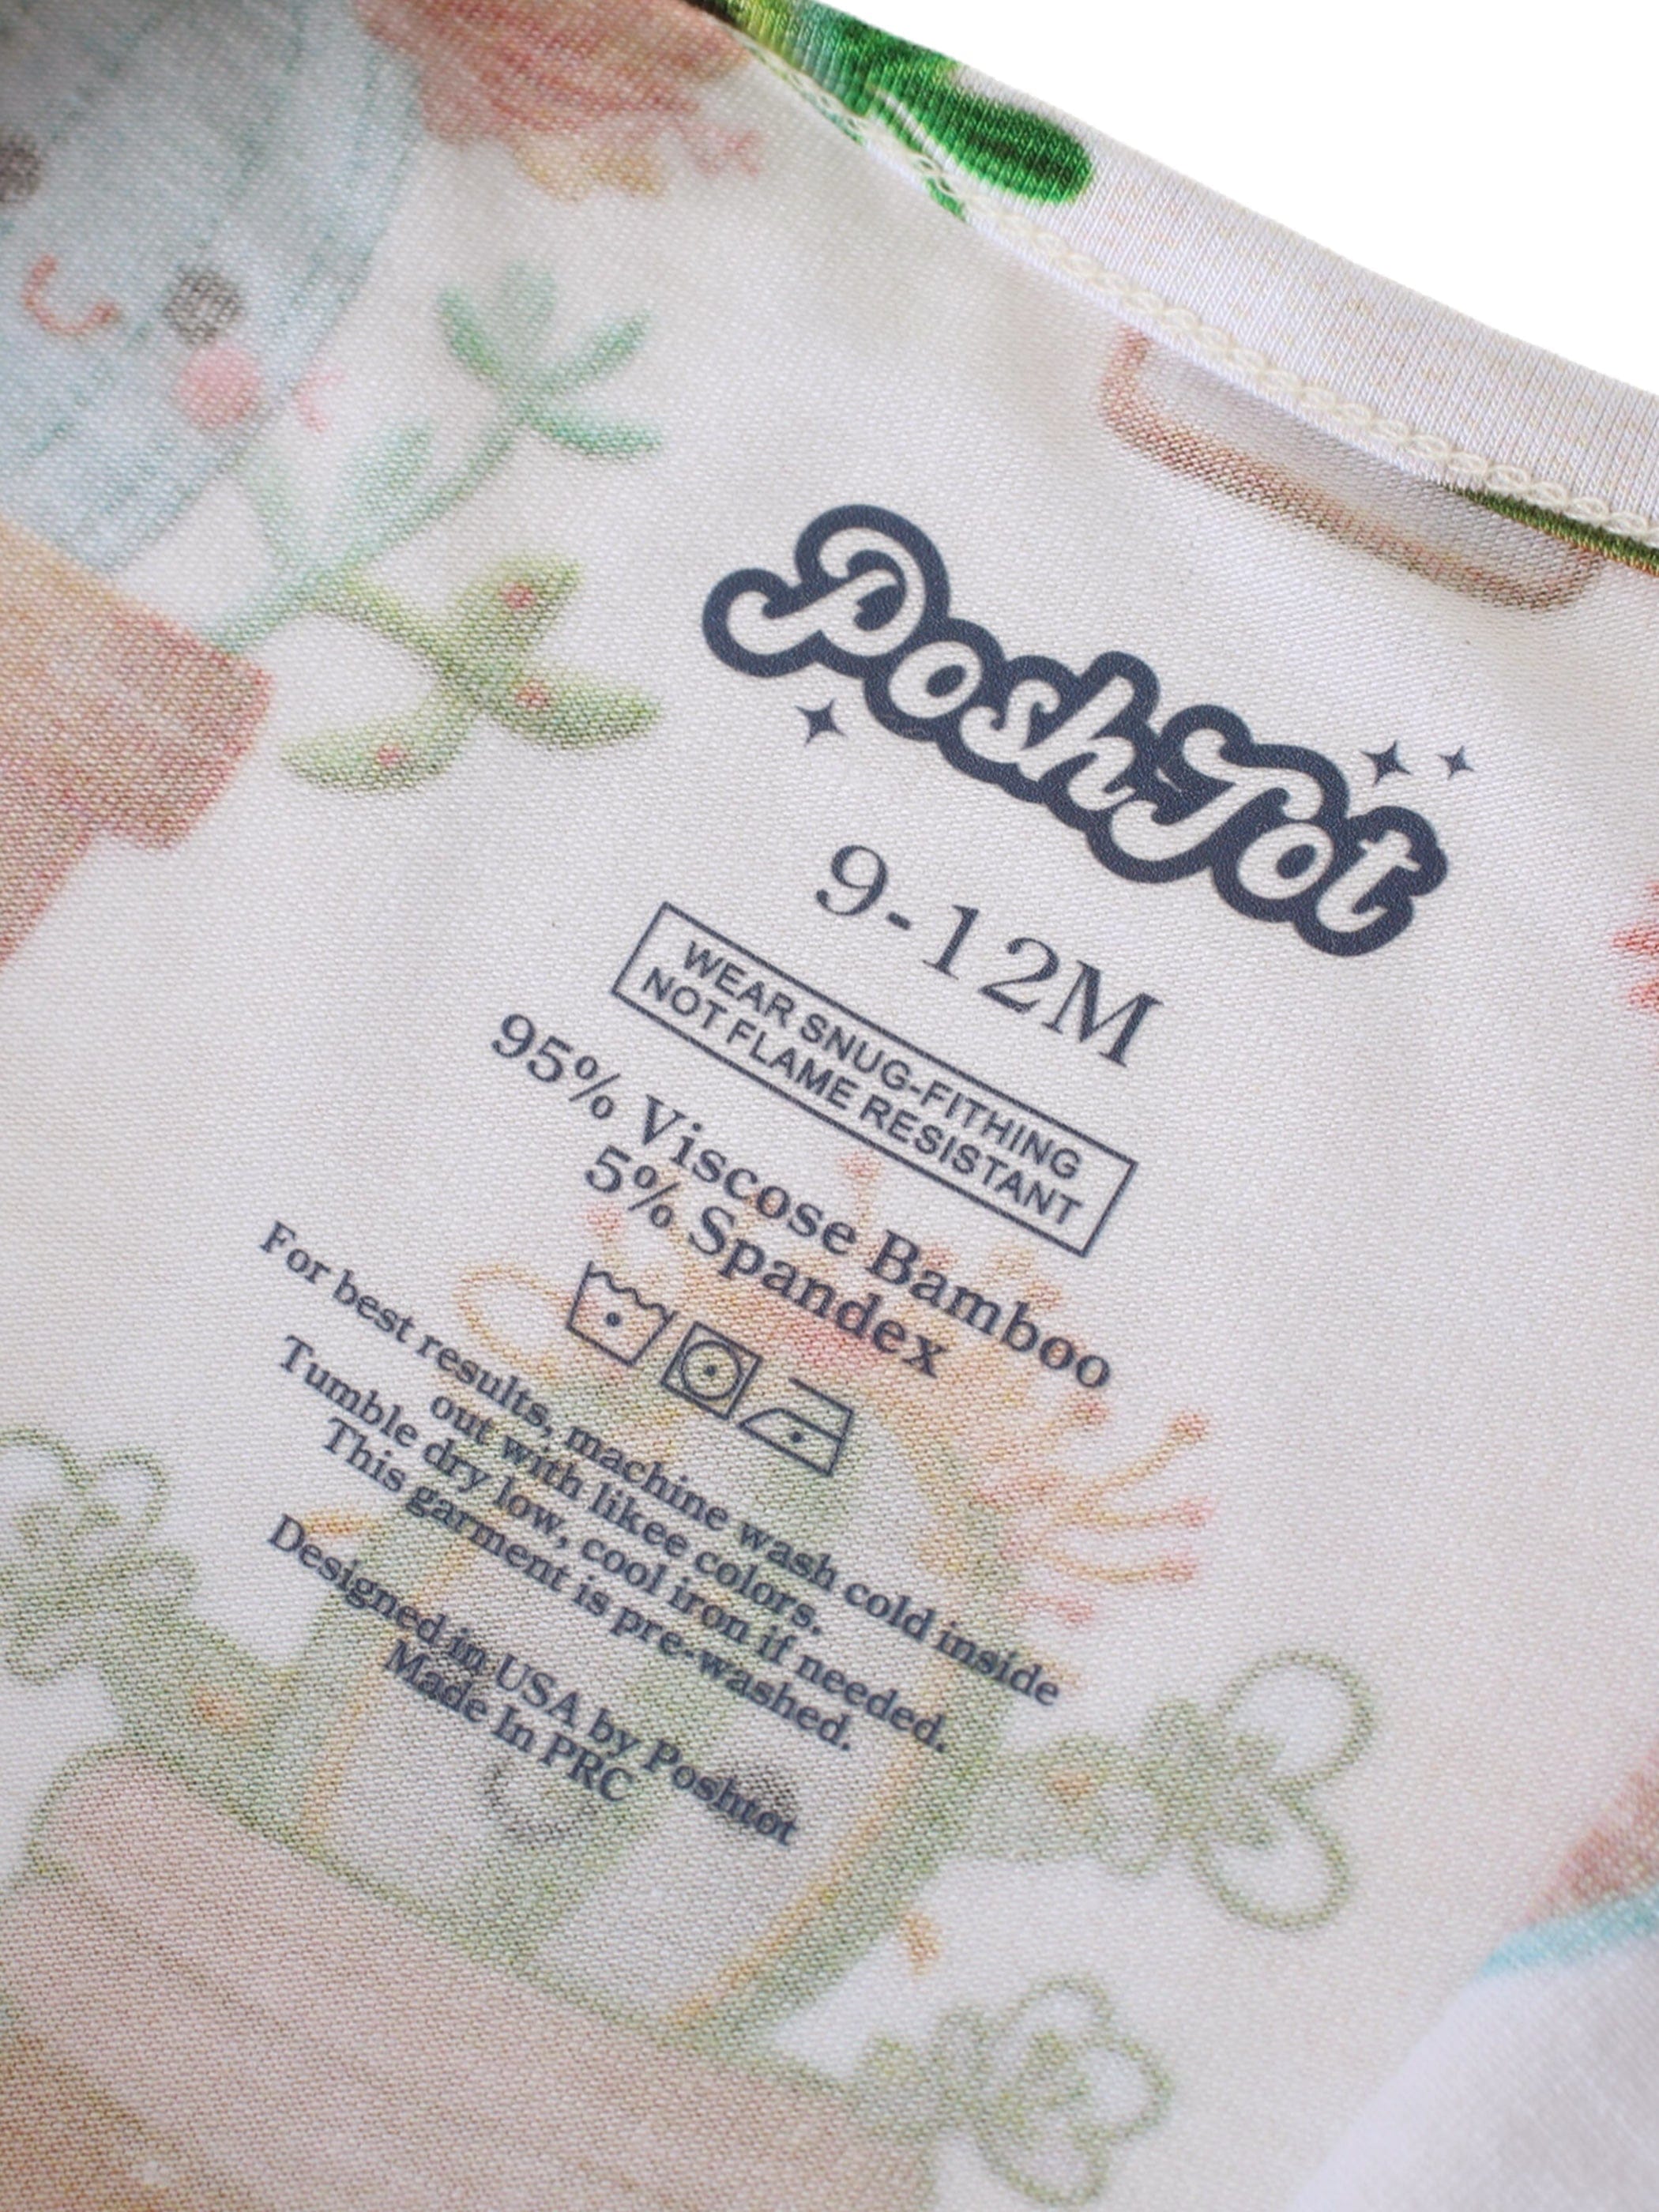 PoshTot
9-12M
WEAR SNUG-FITHING
NOT FLAME RESISTANT
95% Viscose Bamboo
5% Spandex
For best results, machine wash cold inside
out with likee colors.
Tumble dry low, cool iron if needed.
This garment is pre-washed.
Designed in USA by Poshtot
Made In PRC